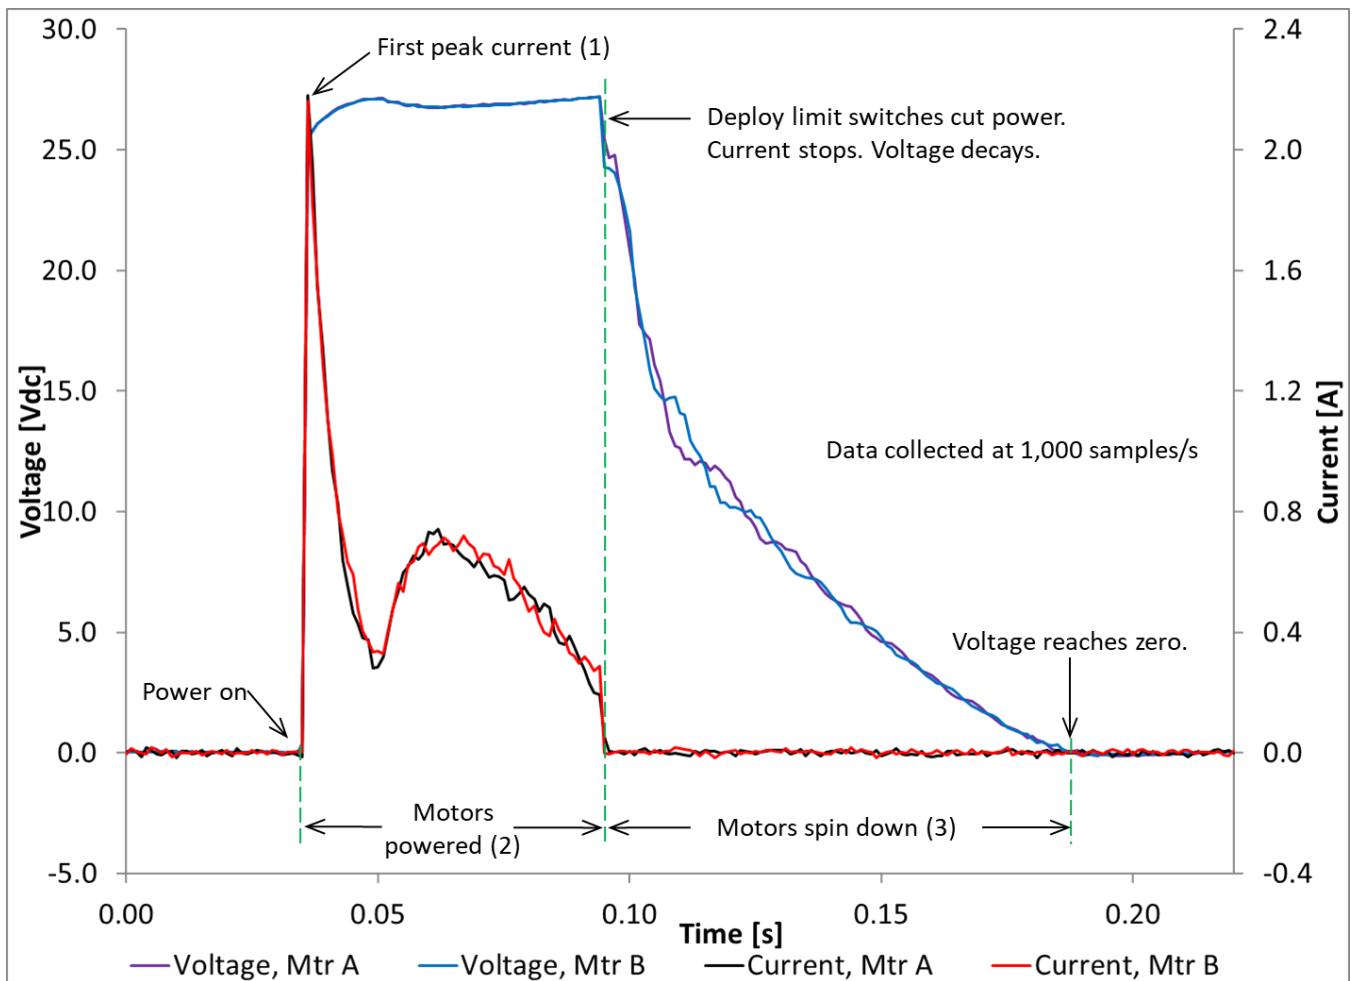 30.0
25.0
20.0
15.0
10.0
5.0
0.0
-5.0
Voltage [Vdc]
2.4
2.0
1.6
1.2
0.8
0.4
0.0
-0.4
Current [A]
First peak current (1)
Deploy limit switches cut power.
Current stops. Voltage decays.
Data collected at 1,000 samples/s
Voltage reaches zero.
Power on
Motors
powered (2)
Motors spin down (3)
0.00
0.05
0.10
0.15
0.20
Time [s]
Voltage, Mtr A
Voltage, Mtr B
Current, Mtr A
Current, Mtr B